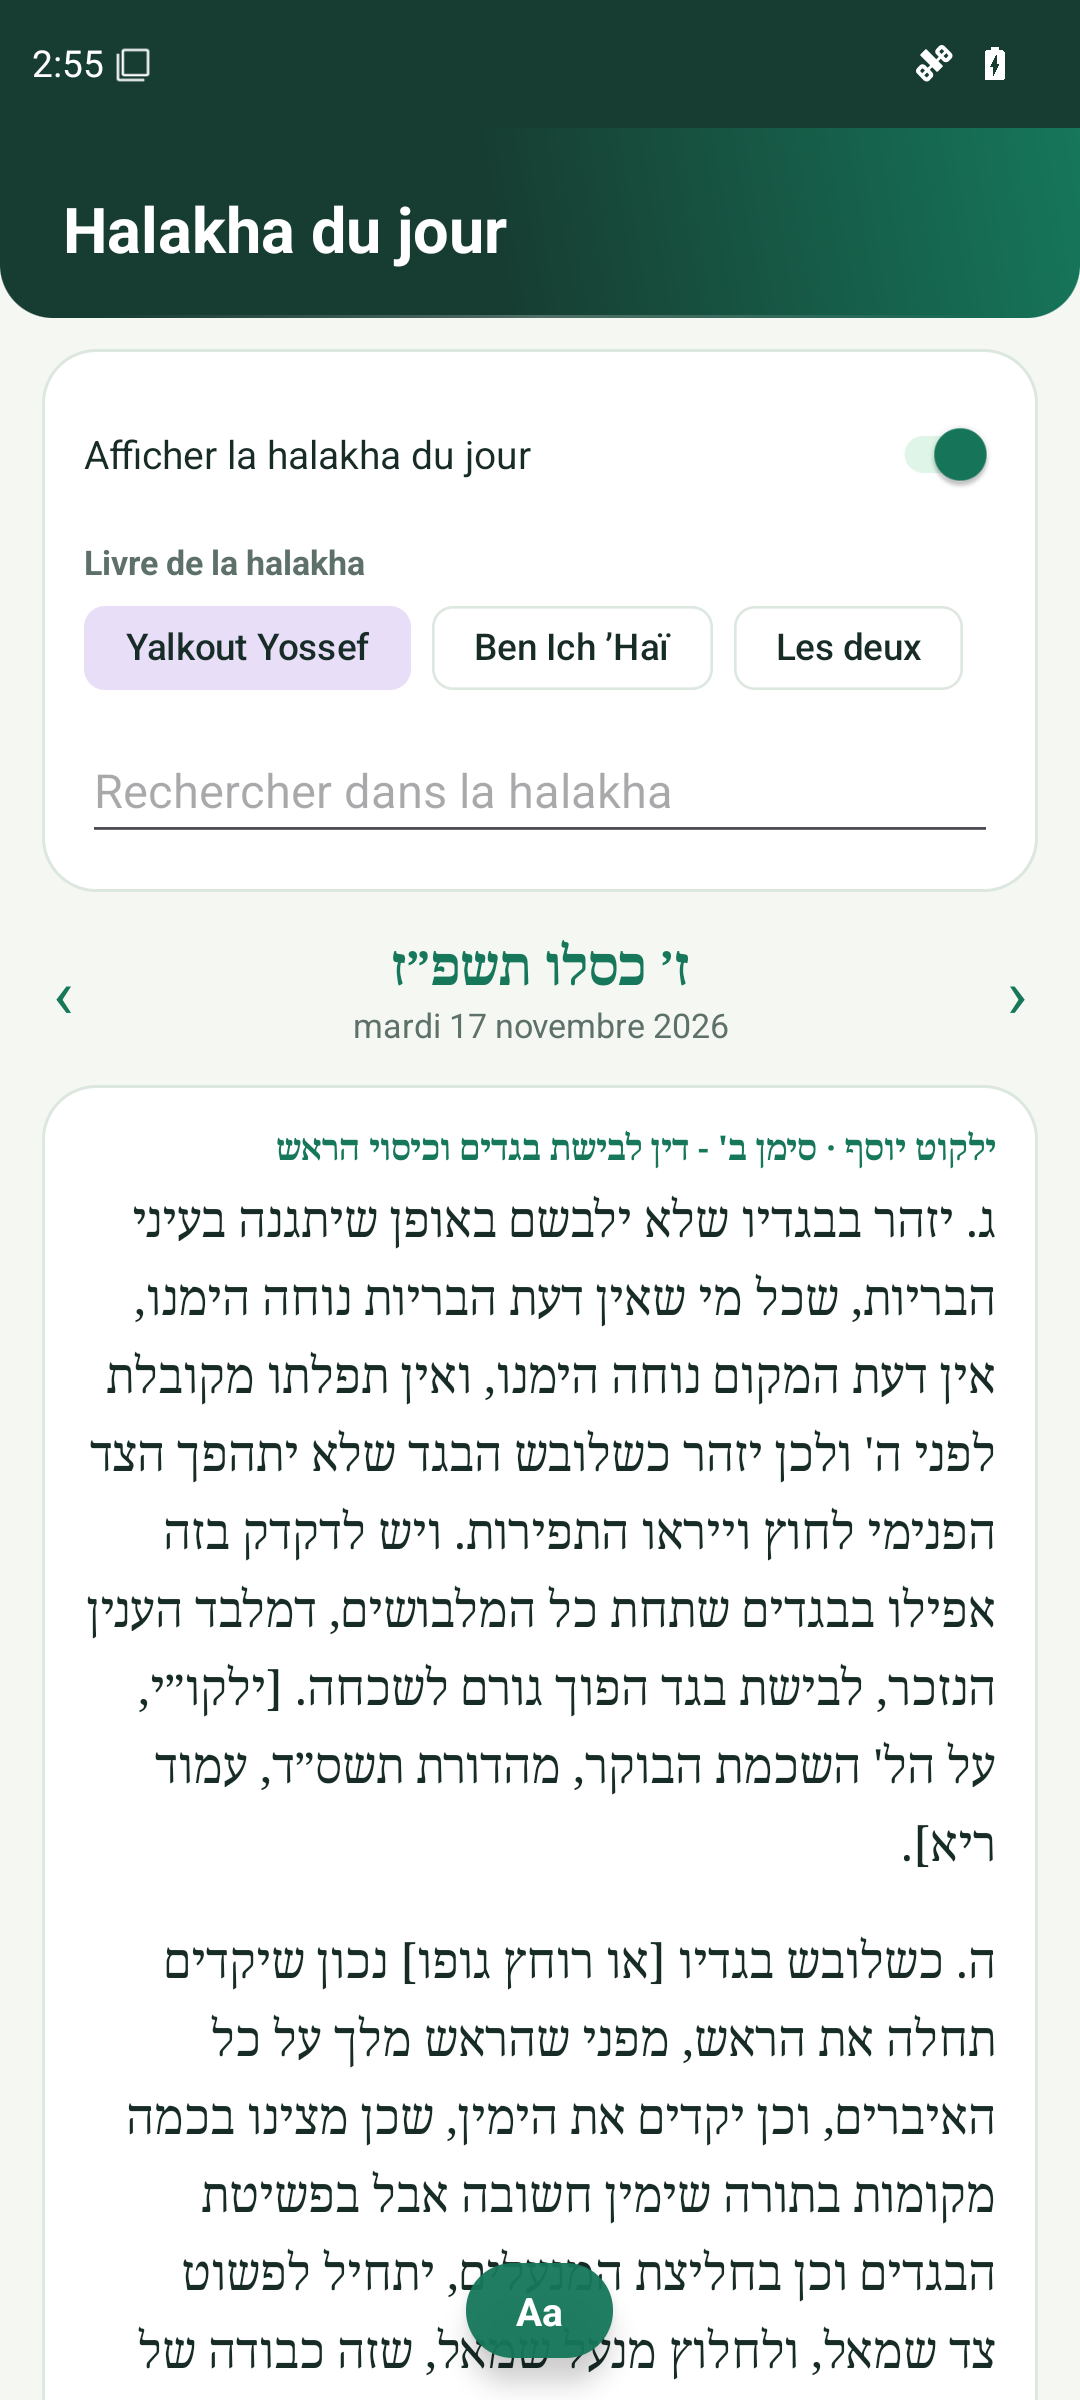 2:55
Halakha du jour
Afficher la halakha du jour
Livre de la halakha
Yalkout Yossef
Ben Ich ’Haï
Les deux
Rechercher dans la halakha
ז׳ כסלו תשפ״ז
‹
›
mardi 17 novembre 2026
ילקוט יוסף · סימן ב' - דין לבישת בגדים וכיסוי הראש
ג. יזהר בבגדיו שלא ילבשם באופן שיתגנה בעיני
הבריות, שכל מי שאין דעת הבריות נוחה הימנו,
אין דעת המקום נוחה הימנו, ואין תפלתו מקובלת
לפני ה' ולכן יזהר כשלובש הבגד שלא יתהפך הצד
הפנימי לחוץ וייראו התפירות. ויש לדקדק בזה
אפילו בבגדים שתחת כל המלבושים, דמלבד הענין
הנזכר, לבישת בגד הפוך גורם לשכחה. [ילקו״י,
על הל' השכמת הבוקר, מהדורת תשס״ד, עמוד
ריא].
ה. כשלובש בגדיו [או רוחץ גופו] נכון שיקדים
תחלה את הראש, מפני שהראש מלך על כל
האיברים, וכן יקדים את הימין, שכן מצינו בכמה
מקומות בתורה שימין חשובה אבל בפשיטת
הבגדים וכן בחליצת המנעלים, יתחיל לפשוט
צד שמאל, ולחלוץ מנעל שמאל, שזה כבודה של
Aa